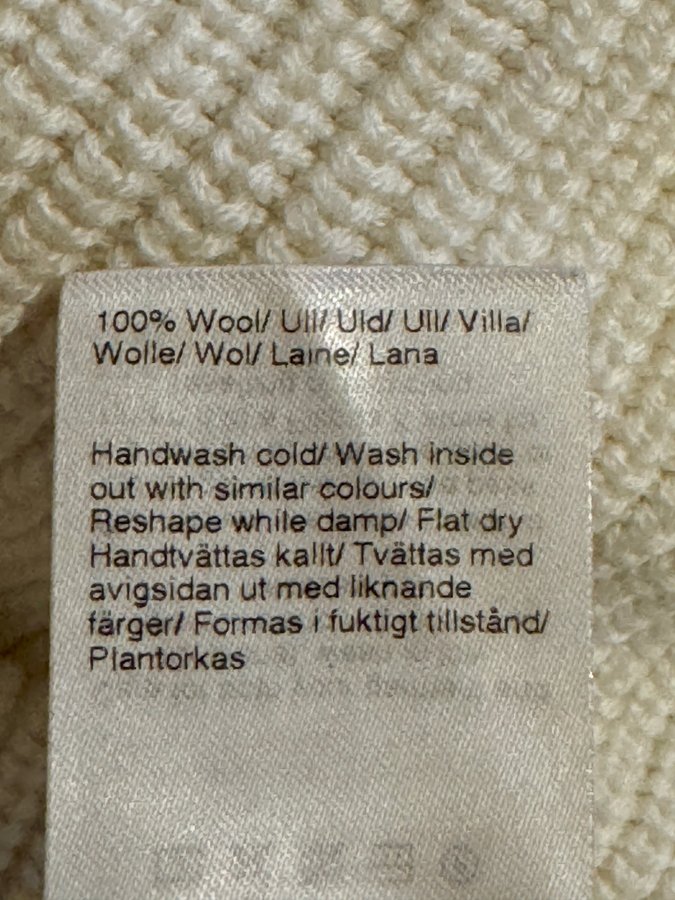 100% Wool/ Ull/ Uld/ Ull/ Villa/
Wolle/ Wol/ Laine/ Lana
Handwash cold/ Wash inside
out with similar colours/
Reshape while damp/ Flat dry
Handtvättas kallt/ Tvättas med
avigsidan ut med liknande
färger/ Formas i fuktigt tillstånd/
Plantorkas